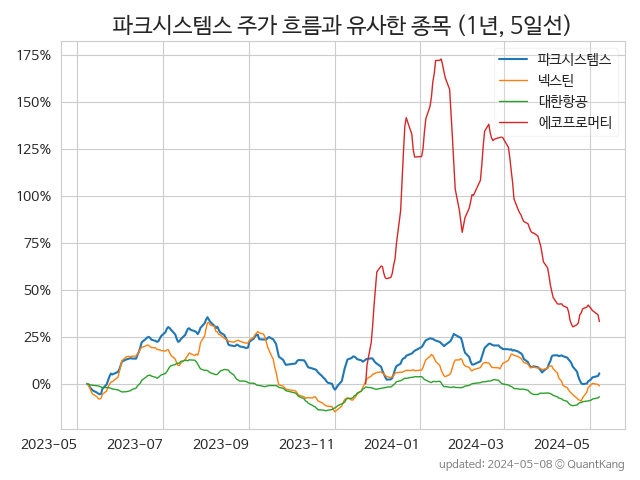 파크시스템스 주가 흐름과 유사한 종목 (1년, 5일선)
175%
150%
125%
100%
75%
50%
25%
0%
파크시스템스
넥스틴
대한항공
에코프로머티
2023-05 2023-07 2023-09 2023-11 2024-01 2024-03 2024-05
updated: 2024-05-08 © QuantKang